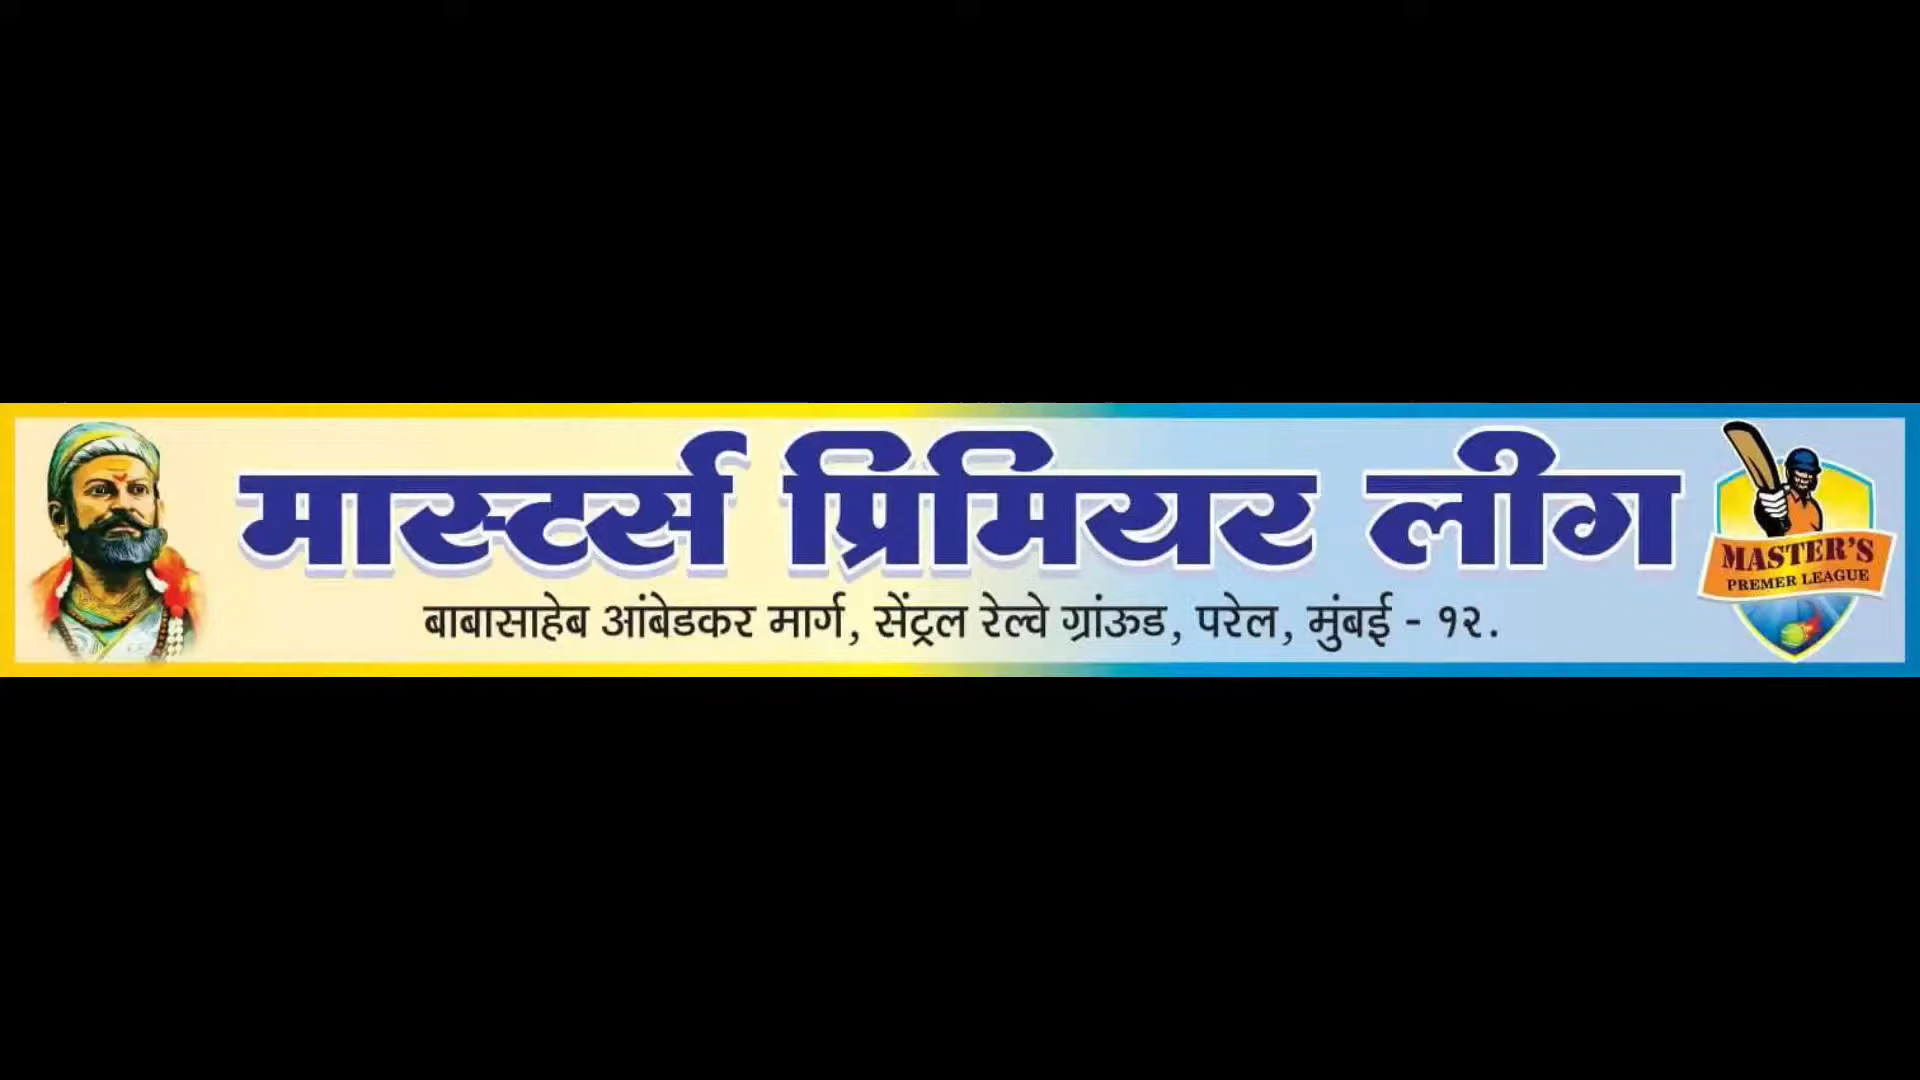 मास्टर्स प्रिमियर लीग
बाबासाहेब आंबेडकर मार्ग, सेंट्रल रेल्वे ग्रांऊड, परेल, मुंबई - १२.
MASTER'S
PREMER LEAGUE